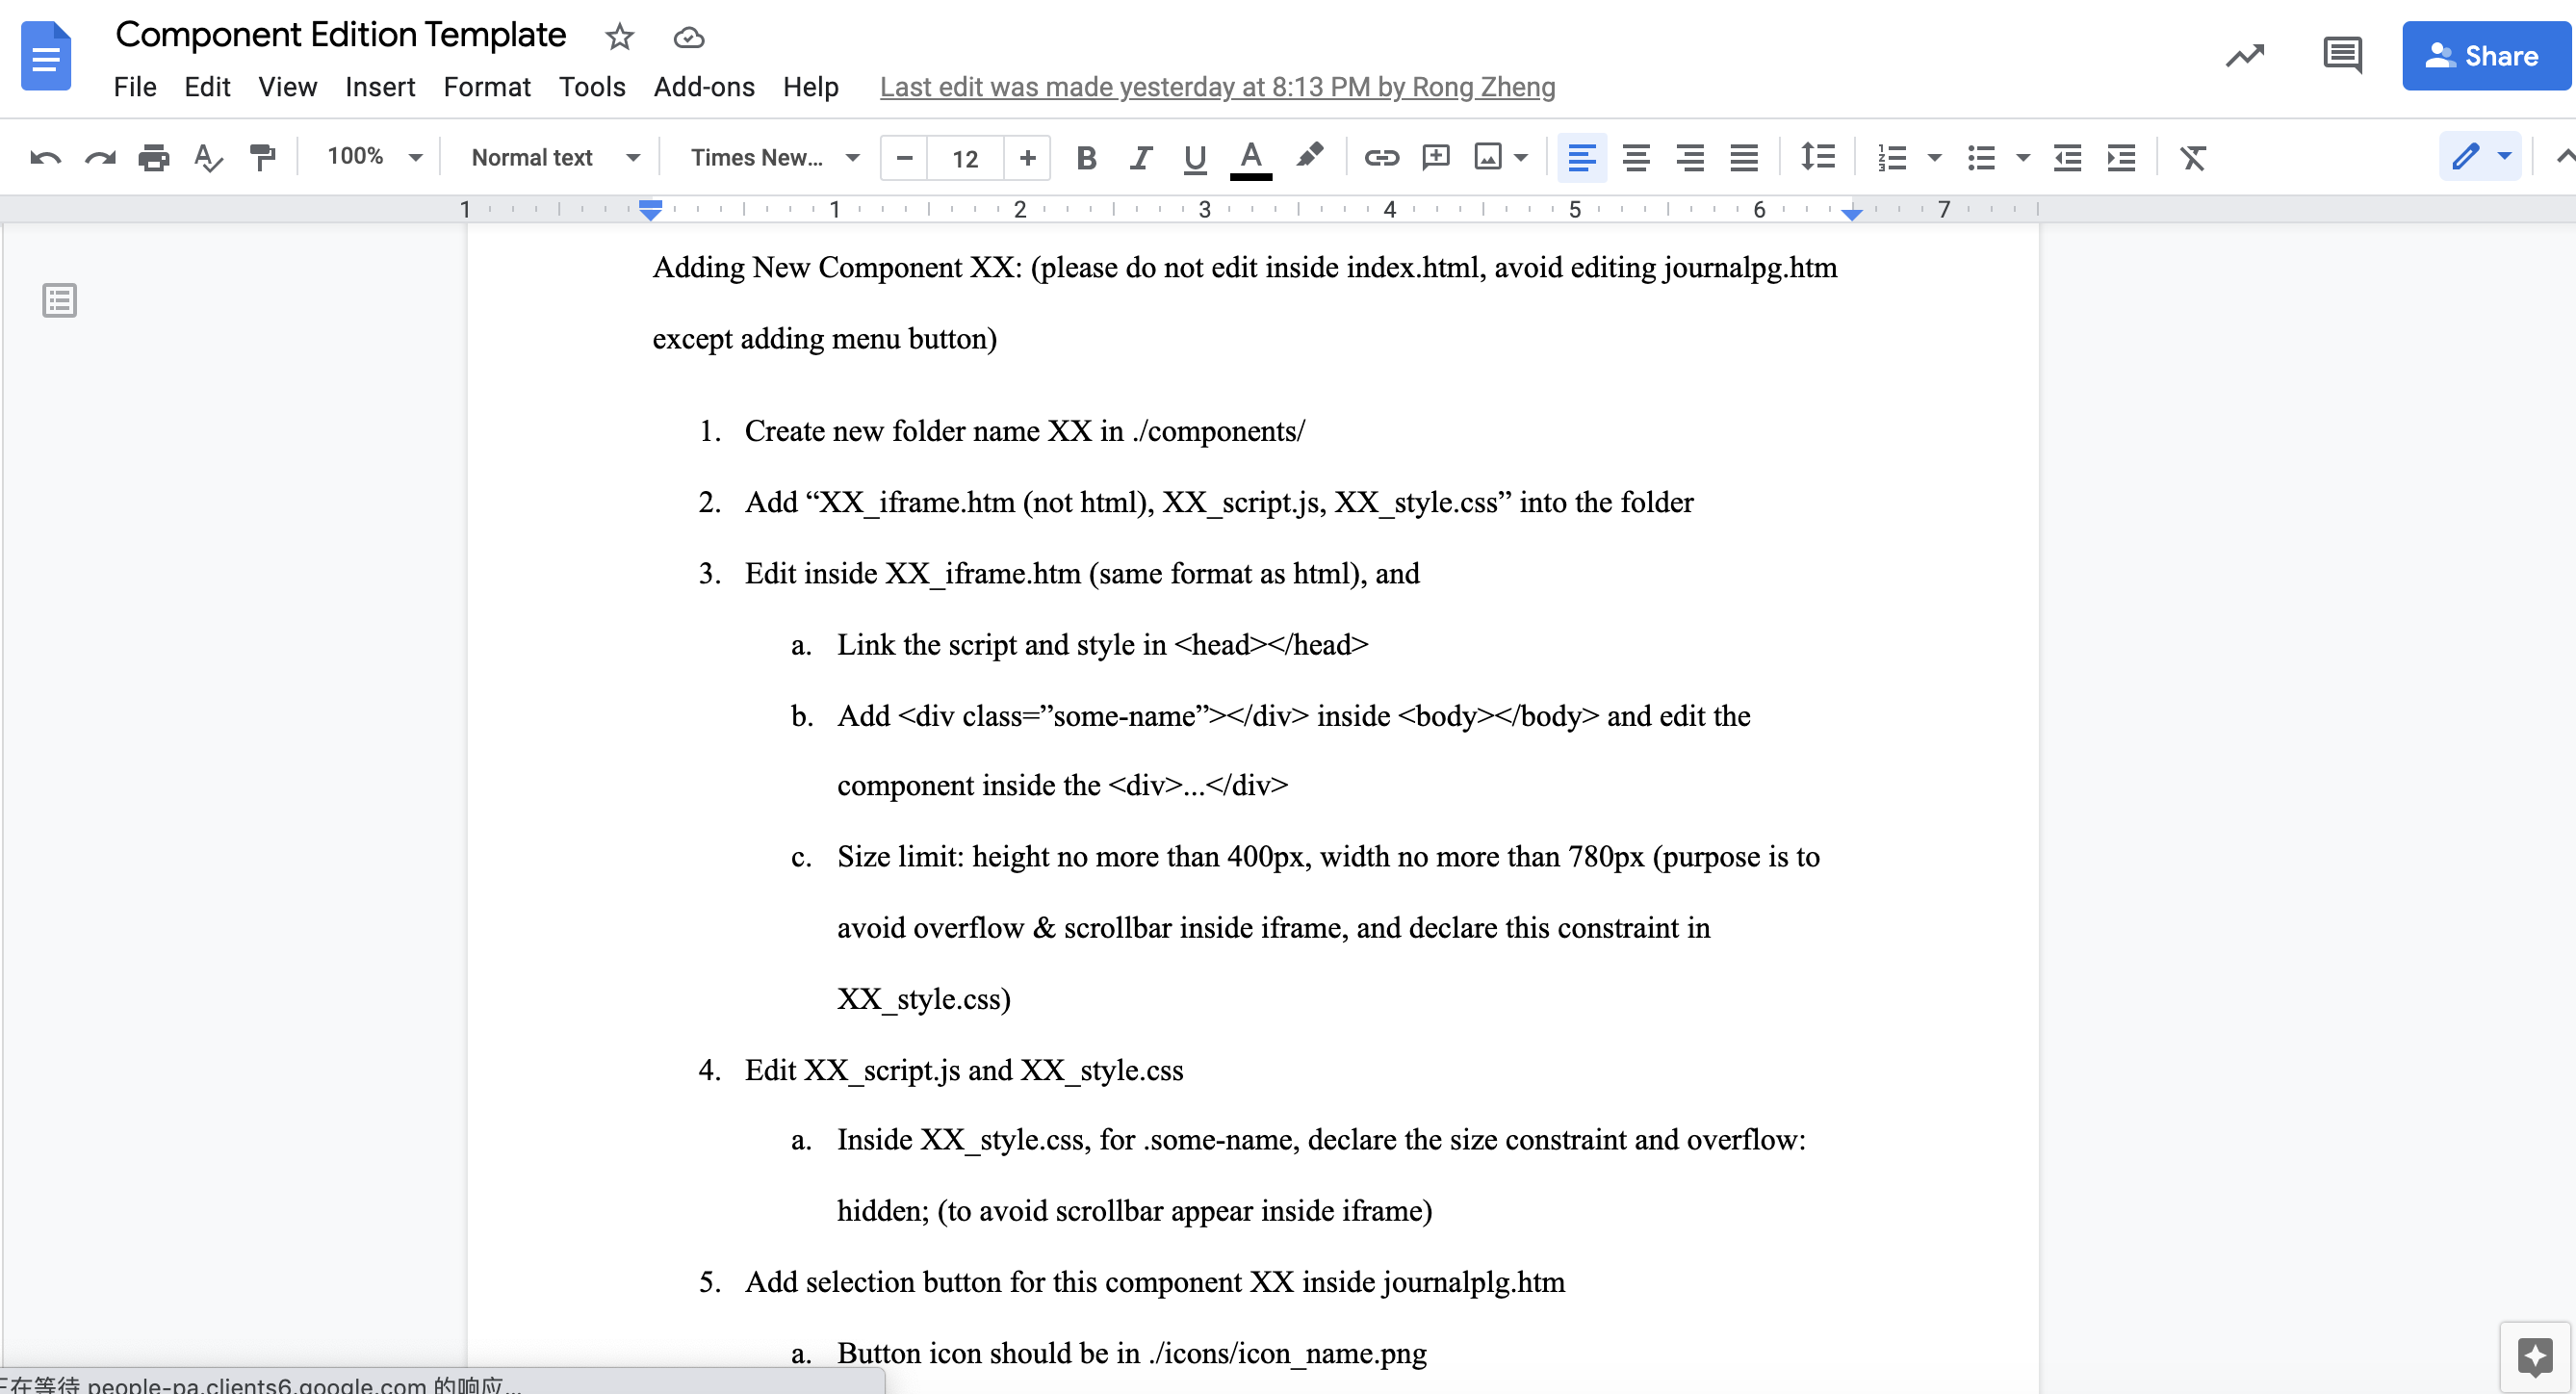 Component Edition Template
File Edit View Insert Format Tools Add-ons Help Last edit was made yesterday at 8:13 PM by Rong Zheng
Share
100% Normal text Times New... 12 B I U A
1 1 2 3 4 5 6 7
Adding New Component XX: (please do not edit inside index.html, avoid editing journalpg.htm
except adding menu button)
1. Create new folder name XX in ./components/
2. Add “XX_iframe.htm (not html), XX_script.js, XX_style.css” into the folder
3. Edit inside XX_iframe.htm (same format as html), and
a. Link the script and style in <head></head>
b. Add <div class=”some-name”></div> inside <body></body> and edit the
component inside the <div>...</div>
c. Size limit: height no more than 400px, width no more than 780px (purpose is to
avoid overflow & scrollbar inside iframe, and declare this constraint in
XX_style.css)
4. Edit XX_script.js and XX_style.css
a. Inside XX_style.css, for .some-name, declare the size constraint and overflow:
hidden; (to avoid scrollbar appear inside iframe)
5. Add selection button for this component XX inside journalplg.htm
a. Button icon should be in ./icons/icon_name.png
正在等待 people-pa.clients6.google.com 的响应...